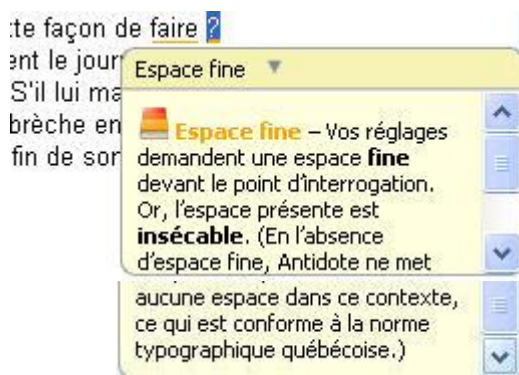 te façon de faire ?
ent le jour
S'il lui ma
brèche en
fin de sor
Espace fine
Espace fine – Vos réglages
demandent une espace fine
devant le point d'interrogation.
Or, l'espace présente est
insécable. (En l'absence
d'espace fine, Antidote ne met
aucune espace dans ce contexte,
ce qui est conforme à la norme
typographique québécoise.)